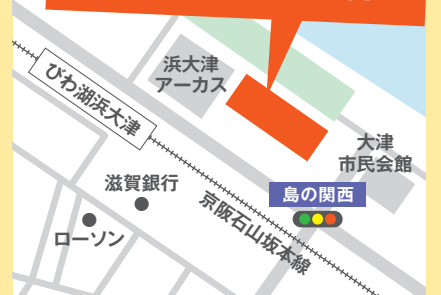 浜大津
アーカス
びわ湖浜大津
大津
市民会館
滋賀銀行
島の関西
ローソン
京阪石山坂本線